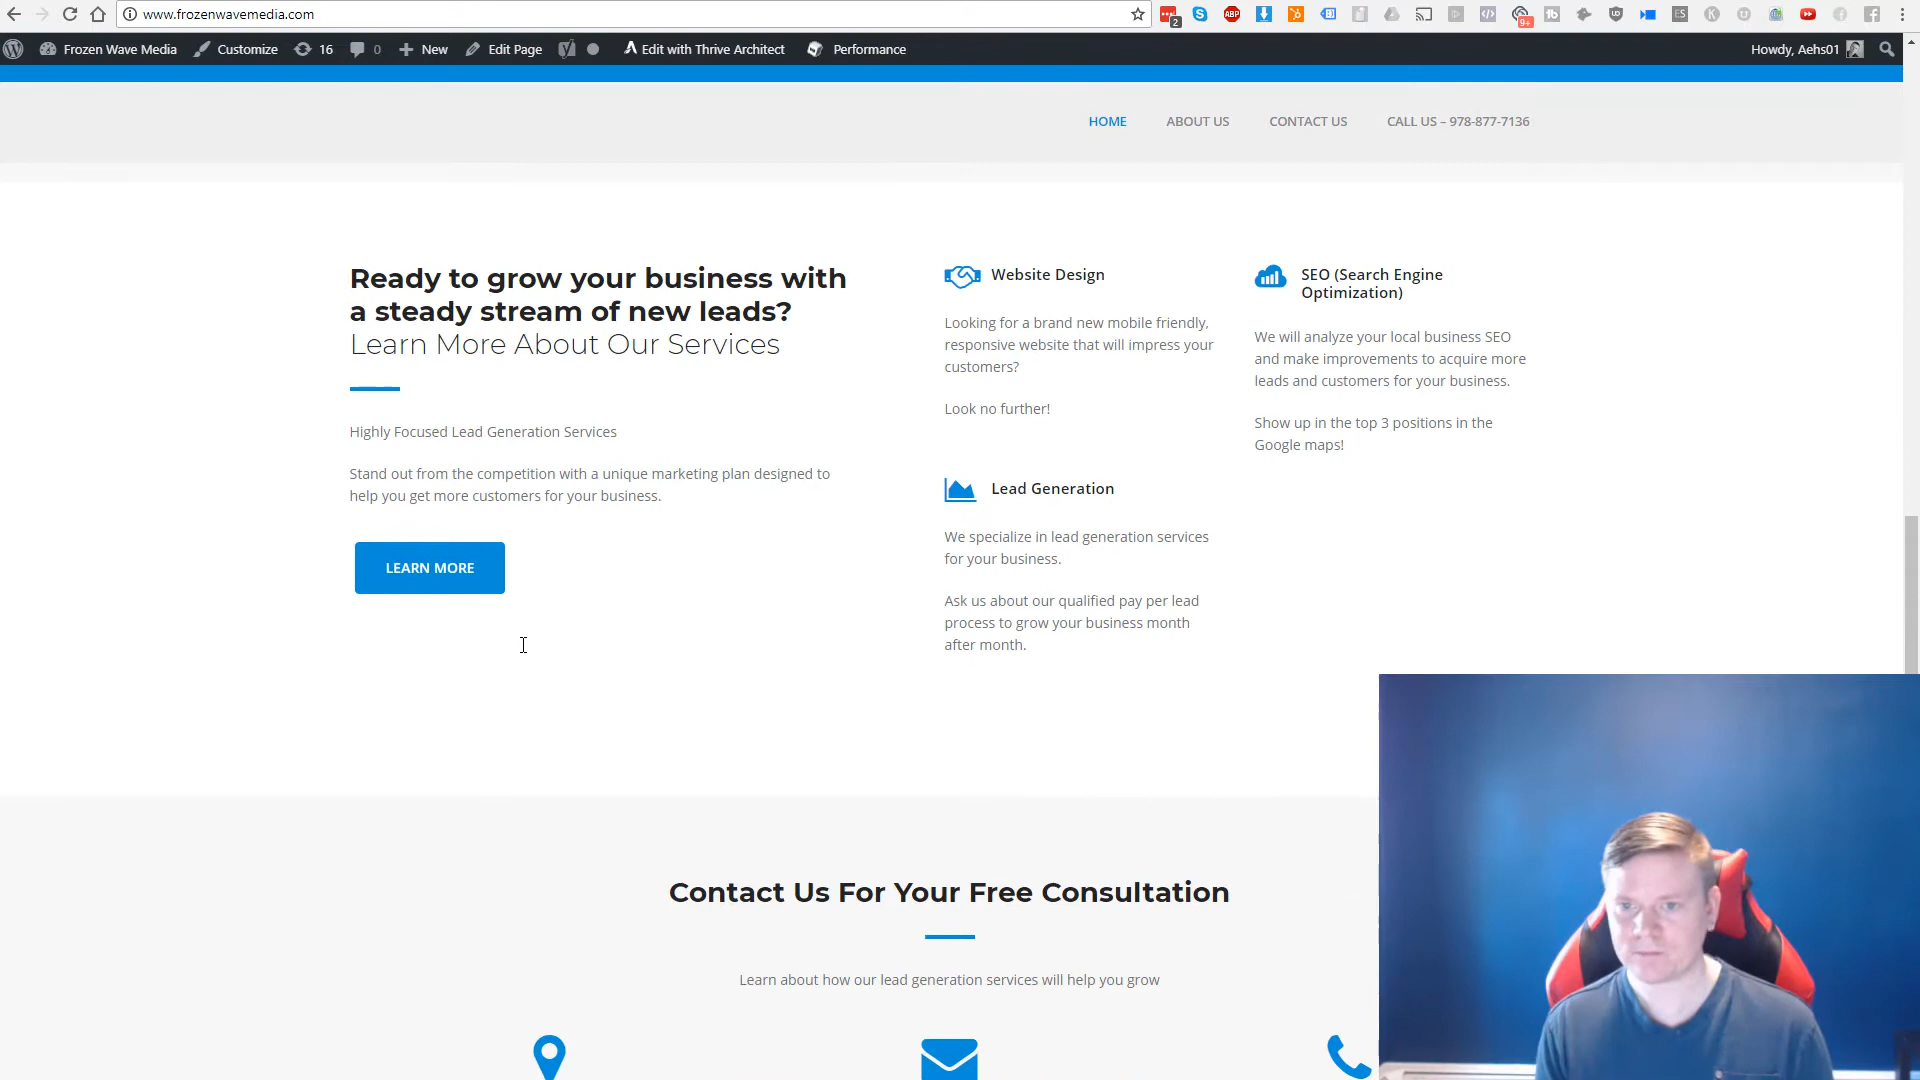 www.frozenwavemedia.com
2
ABP
9+
ES
Frozen Wave Media
Customize
16
0
New
Edit Page
Edit with Thrive Architect
Performance
Howdy, Aehs01
HOME
ABOUT US
CONTACT US
CALL US – 978-877-7136
Ready to grow your business with
a steady stream of new leads?
Learn More About Our Services
Highly Focused Lead Generation Services
Stand out from the competition with a unique marketing plan designed to
help you get more customers for your business.
LEARN MORE
Website Design
Looking for a brand new mobile friendly,
responsive website that will impress your
customers?
Look no further!
Lead Generation
We specialize in lead generation services
for your business.
Ask us about our qualified pay per lead
process to grow your business month
after month.
SEO (Search Engine
Optimization)
We will analyze your local business SEO
and make improvements to acquire more
leads and customers for your business.
Show up in the top 3 positions in the
Google maps!
Contact Us For Your Free Consultation
Learn about how our lead generation services will help you grow